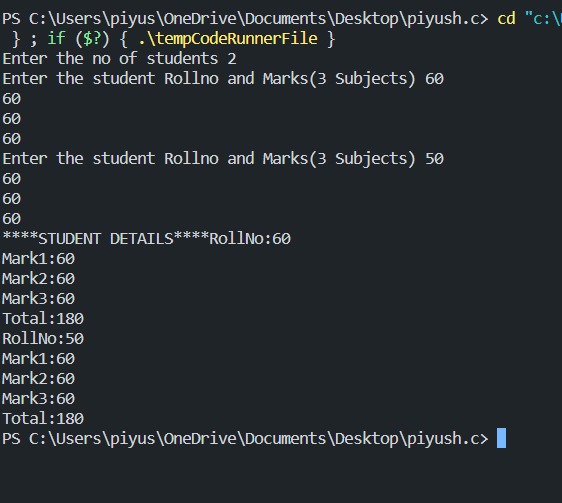 PS C:\Users\piyus\OneDrive\Documents\Desktop\piyush.c> cd "c:\
 } ; if ($?) { .\tempCodeRunnerFile }
Enter the no of students 2
Enter the student Rollno and Marks(3 Subjects) 60
60
60
60
Enter the student Rollno and Marks(3 Subjects) 50
60
60
60
****STUDENT DETAILS****RollNo:60
Mark1:60
Mark2:60
Mark3:60
Total:180
RollNo:50
Mark1:60
Mark2:60
Mark3:60
Total:180
PS C:\Users\piyus\OneDrive\Documents\Desktop\piyush.c>